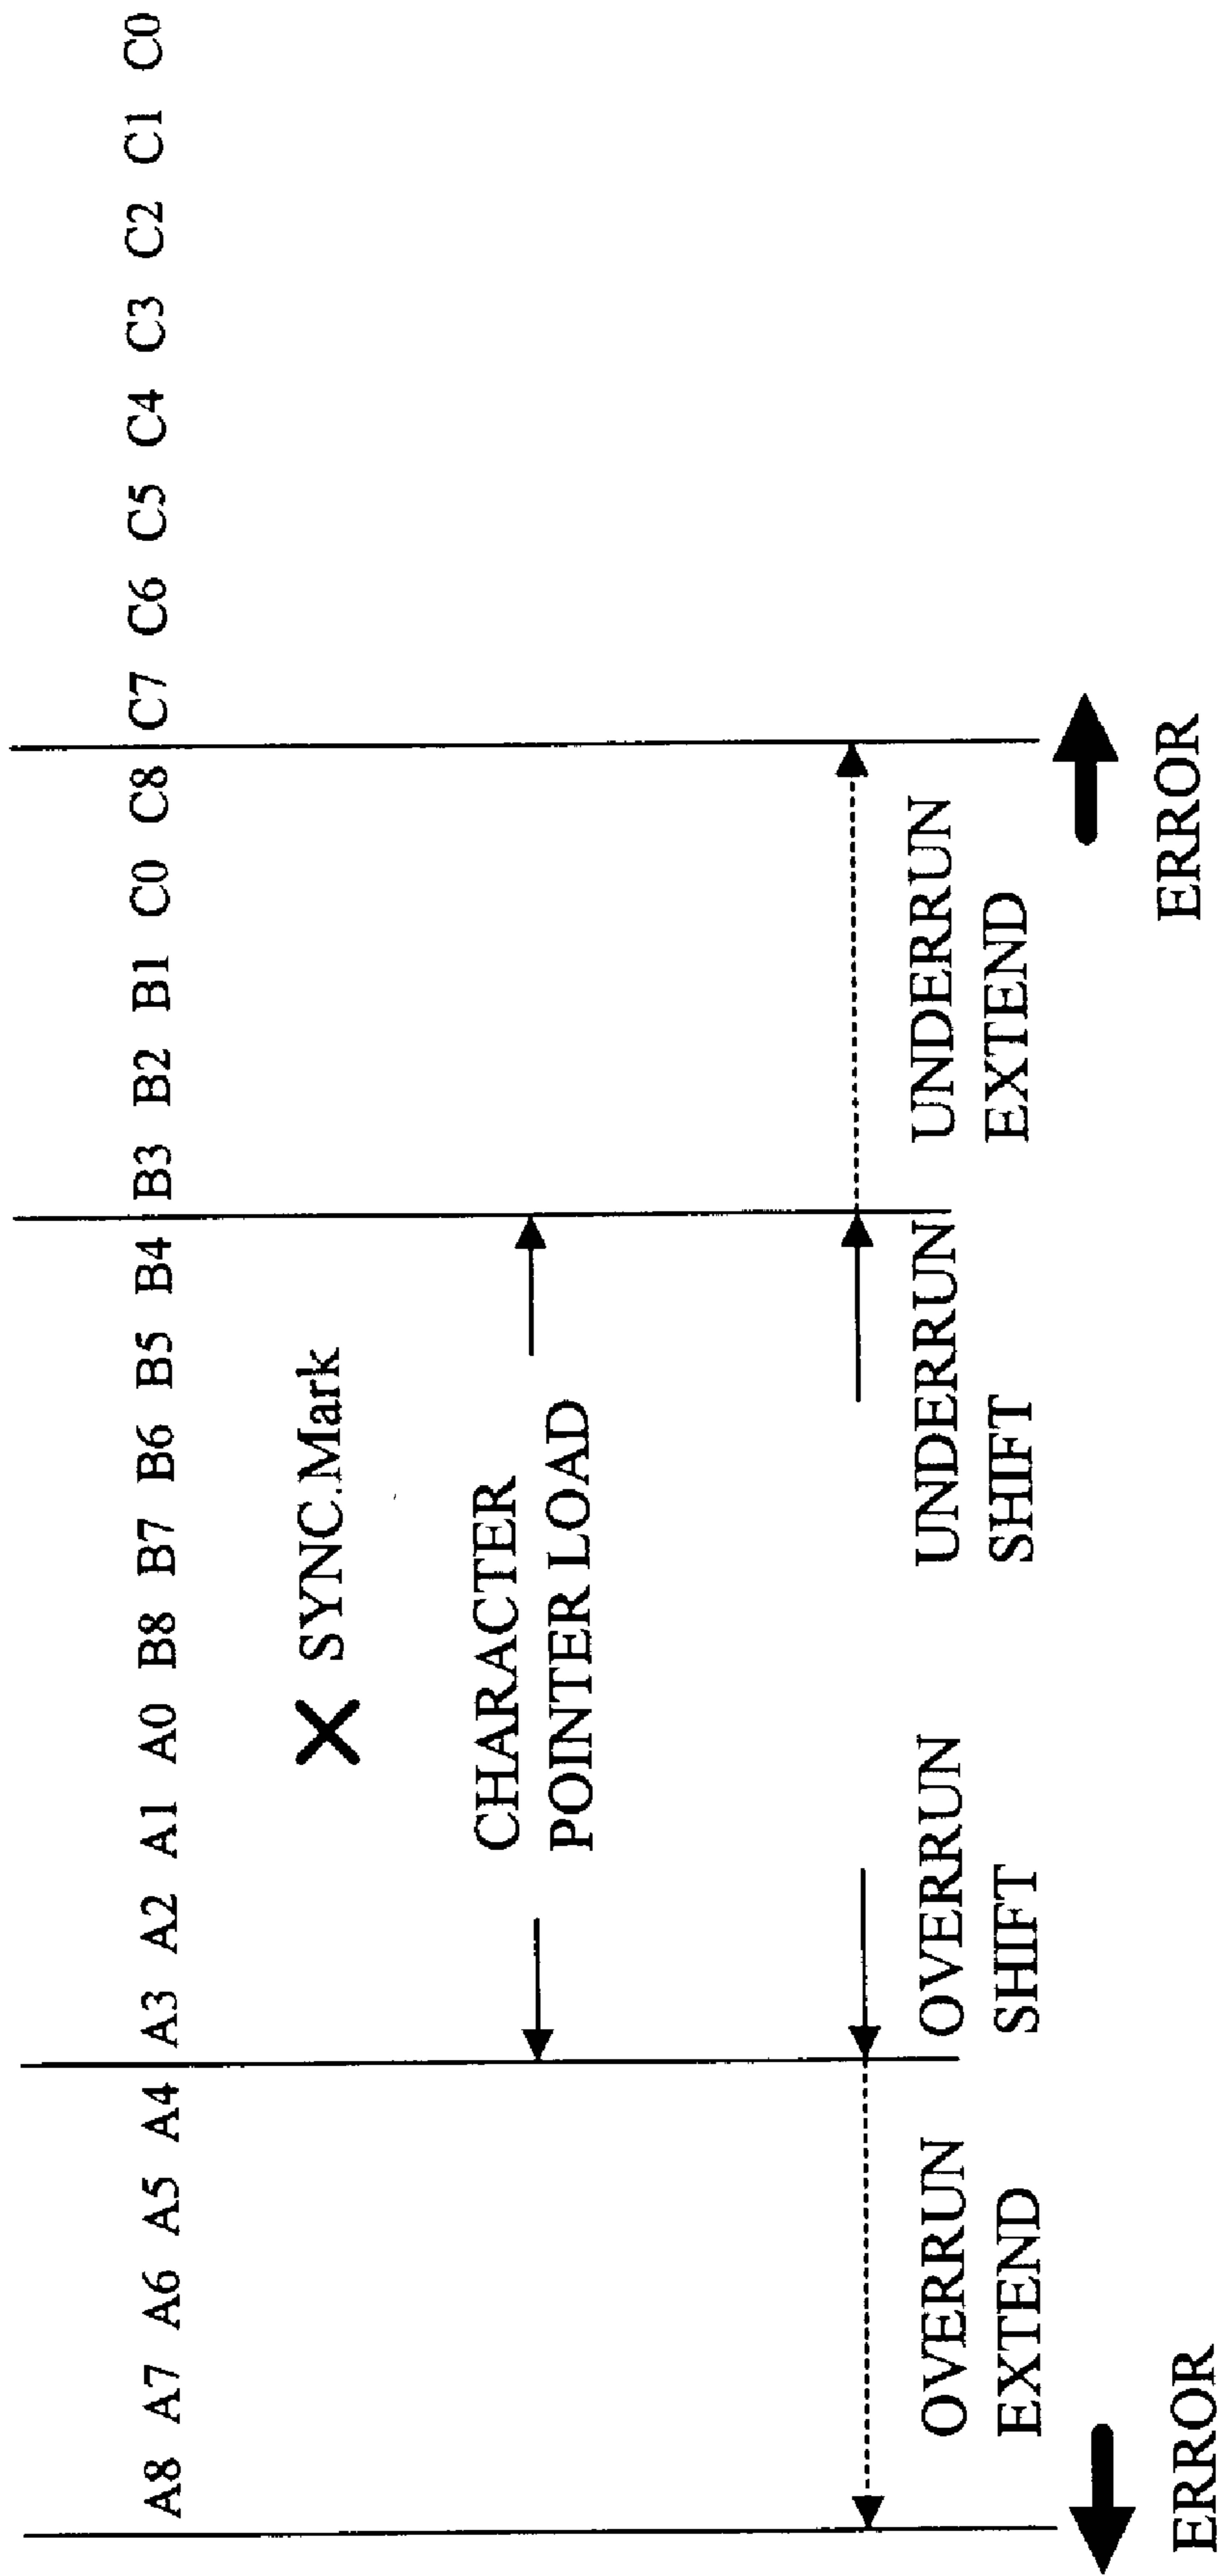 A8 A7 A6 A5 A4 A3 A2 A1 A0 B8 B7 B6 B5 B4 B3 B2 B1 C0 C8 C7 C6 C5 C4 C3 C2 C1 C0
SYNC.Mark
CHARACTER
POINTER LOAD
OVERRUN
EXTEND
OVERRUN
SHIFT
UNDERRUN
SHIFT
UNDERRUN
EXTEND
ERROR
ERROR